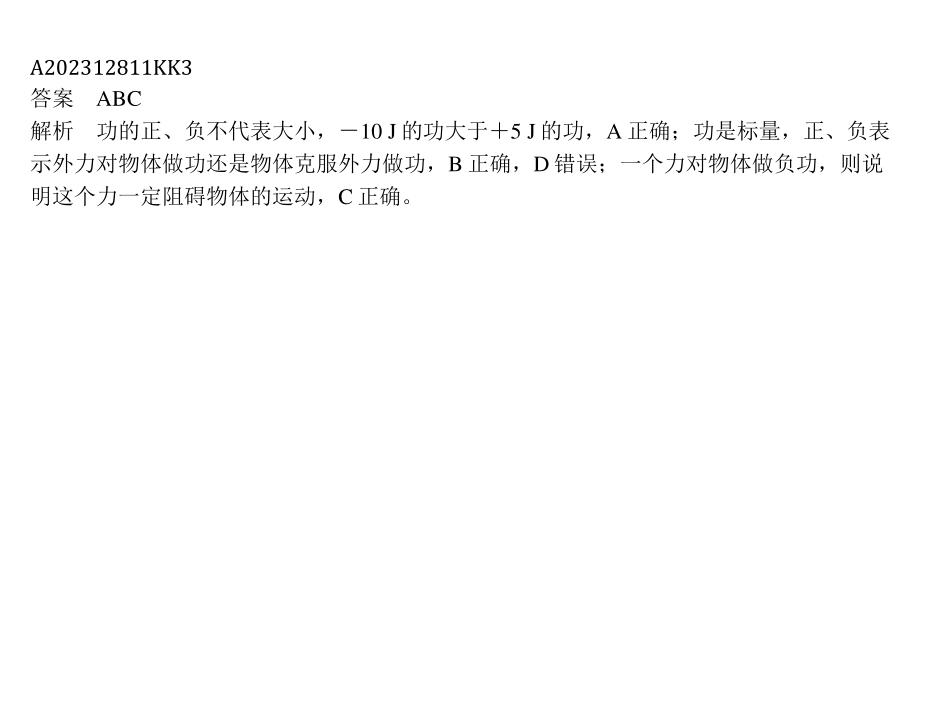 A202312811KK3
答案　ABC
解析　功的正、负不代表大小，－10 J 的功大于＋5 J 的功，A 正确；功是标量，正、负表
示外力对物体做功还是物体克服外力做功，B 正确，D 错误；一个力对物体做负功，则说
明这个力一定阻碍物体的运动，C 正确。